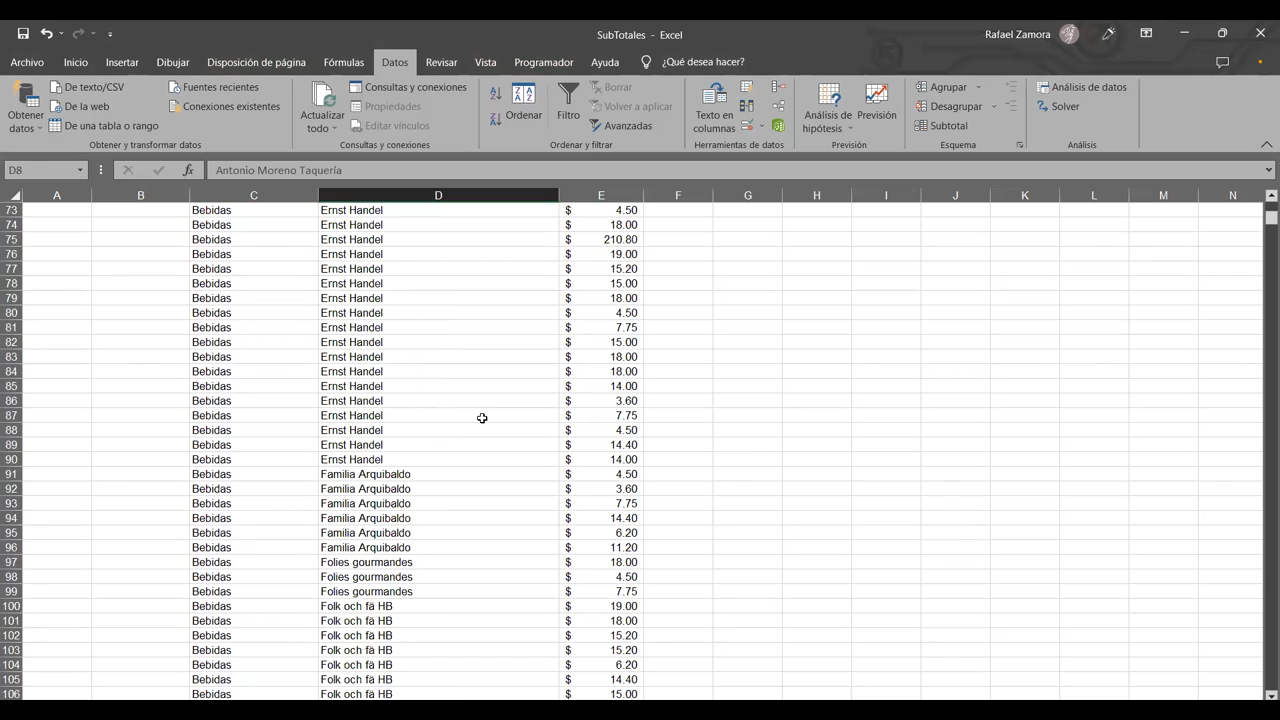 SubTotales - Excel
Rafael Zamora
Archivo Inicio Insertar Dibujar Disposición de página Fórmulas Datos Revisar Vista Programador Ayuda ¿Qué desea hacer?
Obtener datos
De texto/CSV
De la web
De una tabla o rango
Fuentes recientes
Conexiones existentes
Obtener y transformar datos
Actualizar todo
Consultas y conexiones
Propiedades
Editar vínculos
Consultas y conexiones
Ordenar
Filtro
Borrar
Volver a aplicar
Avanzadas
Ordenar y filtrar
Texto en columnas
Herramientas de datos
Análisis de hipótesis
Previsión
Previsión
Agrupar
Desagrupar
Subtotal
Esquema
Análisis de datos
Solver
Análisis
D8 fx Antonio Moreno Taquería
A B C D E F G H I J K L M N
73 Bebidas Ernst Handel $ 4.50
74 Bebidas Ernst Handel $ 18.00
75 Bebidas Ernst Handel $ 210.80
76 Bebidas Ernst Handel $ 19.00
77 Bebidas Ernst Handel $ 15.20
78 Bebidas Ernst Handel $ 15.00
79 Bebidas Ernst Handel $ 18.00
80 Bebidas Ernst Handel $ 4.50
81 Bebidas Ernst Handel $ 7.75
82 Bebidas Ernst Handel $ 15.00
83 Bebidas Ernst Handel $ 18.00
84 Bebidas Ernst Handel $ 18.00
85 Bebidas Ernst Handel $ 14.00
86 Bebidas Ernst Handel $ 3.60
87 Bebidas Ernst Handel $ 7.75
88 Bebidas Ernst Handel $ 4.50
89 Bebidas Ernst Handel $ 14.40
90 Bebidas Ernst Handel $ 14.00
91 Bebidas Familia Arquibaldo $ 4.50
92 Bebidas Familia Arquibaldo $ 3.60
93 Bebidas Familia Arquibaldo $ 7.75
94 Bebidas Familia Arquibaldo $ 14.40
95 Bebidas Familia Arquibaldo $ 6.20
96 Bebidas Familia Arquibaldo $ 11.20
97 Bebidas Folies gourmandes $ 18.00
98 Bebidas Folies gourmandes $ 4.50
99 Bebidas Folies gourmandes $ 7.75
100 Bebidas Folk och fä HB $ 19.00
101 Bebidas Folk och fä HB $ 18.00
102 Bebidas Folk och fä HB $ 15.20
103 Bebidas Folk och fä HB $ 15.20
104 Bebidas Folk och fä HB $ 6.20
105 Bebidas Folk och fä HB $ 14.40
106 Bebidas Folk och fä HB $ 15.00